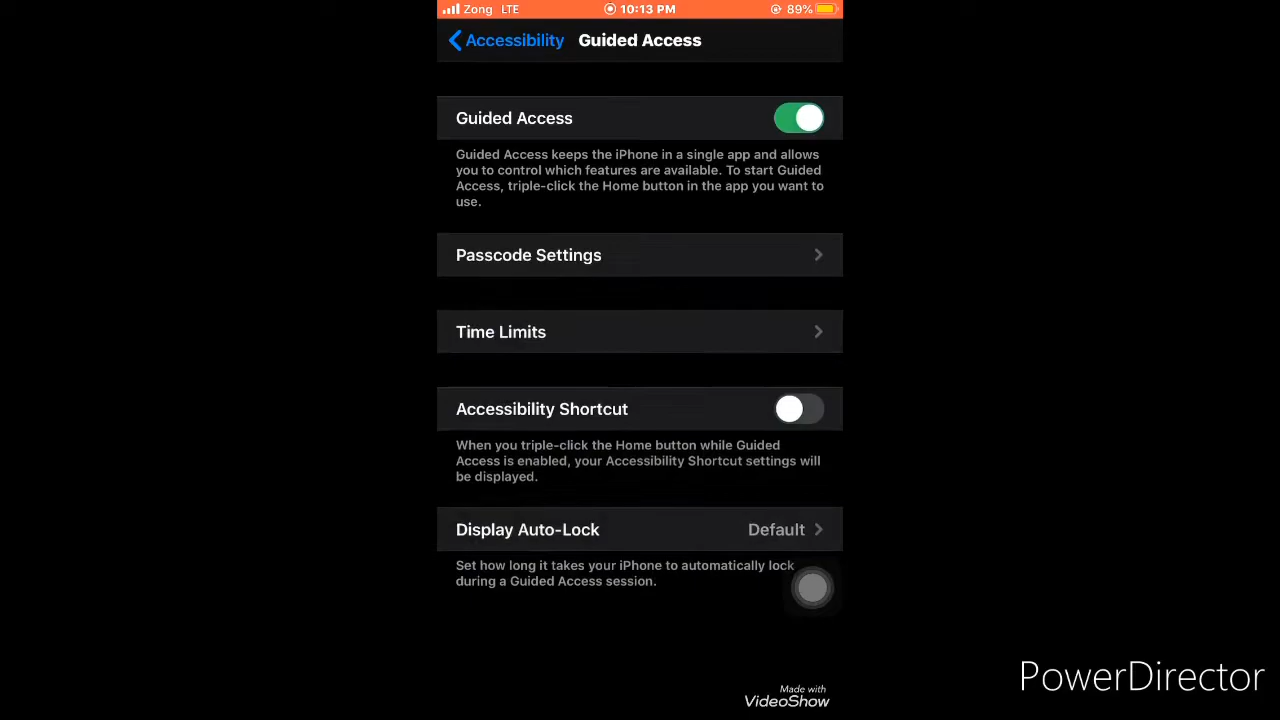 Zong LTE 10:13 PM 89%
Accessibility Guided Access
Guided Access
Guided Access keeps the iPhone in a single app and allows
you to control which features are available. To start Guided
Access, triple-click the Home button in the app you want to
use.
Passcode Settings
Time Limits
Accessibility Shortcut
When you triple-click the Home button while Guided
Access is enabled, your Accessibility Shortcut settings will
be displayed.
Display Auto-Lock Default
Set how long it takes your iPhone to automatically lock
during a Guided Access session.
Made with
VideoShow
PowerDirector